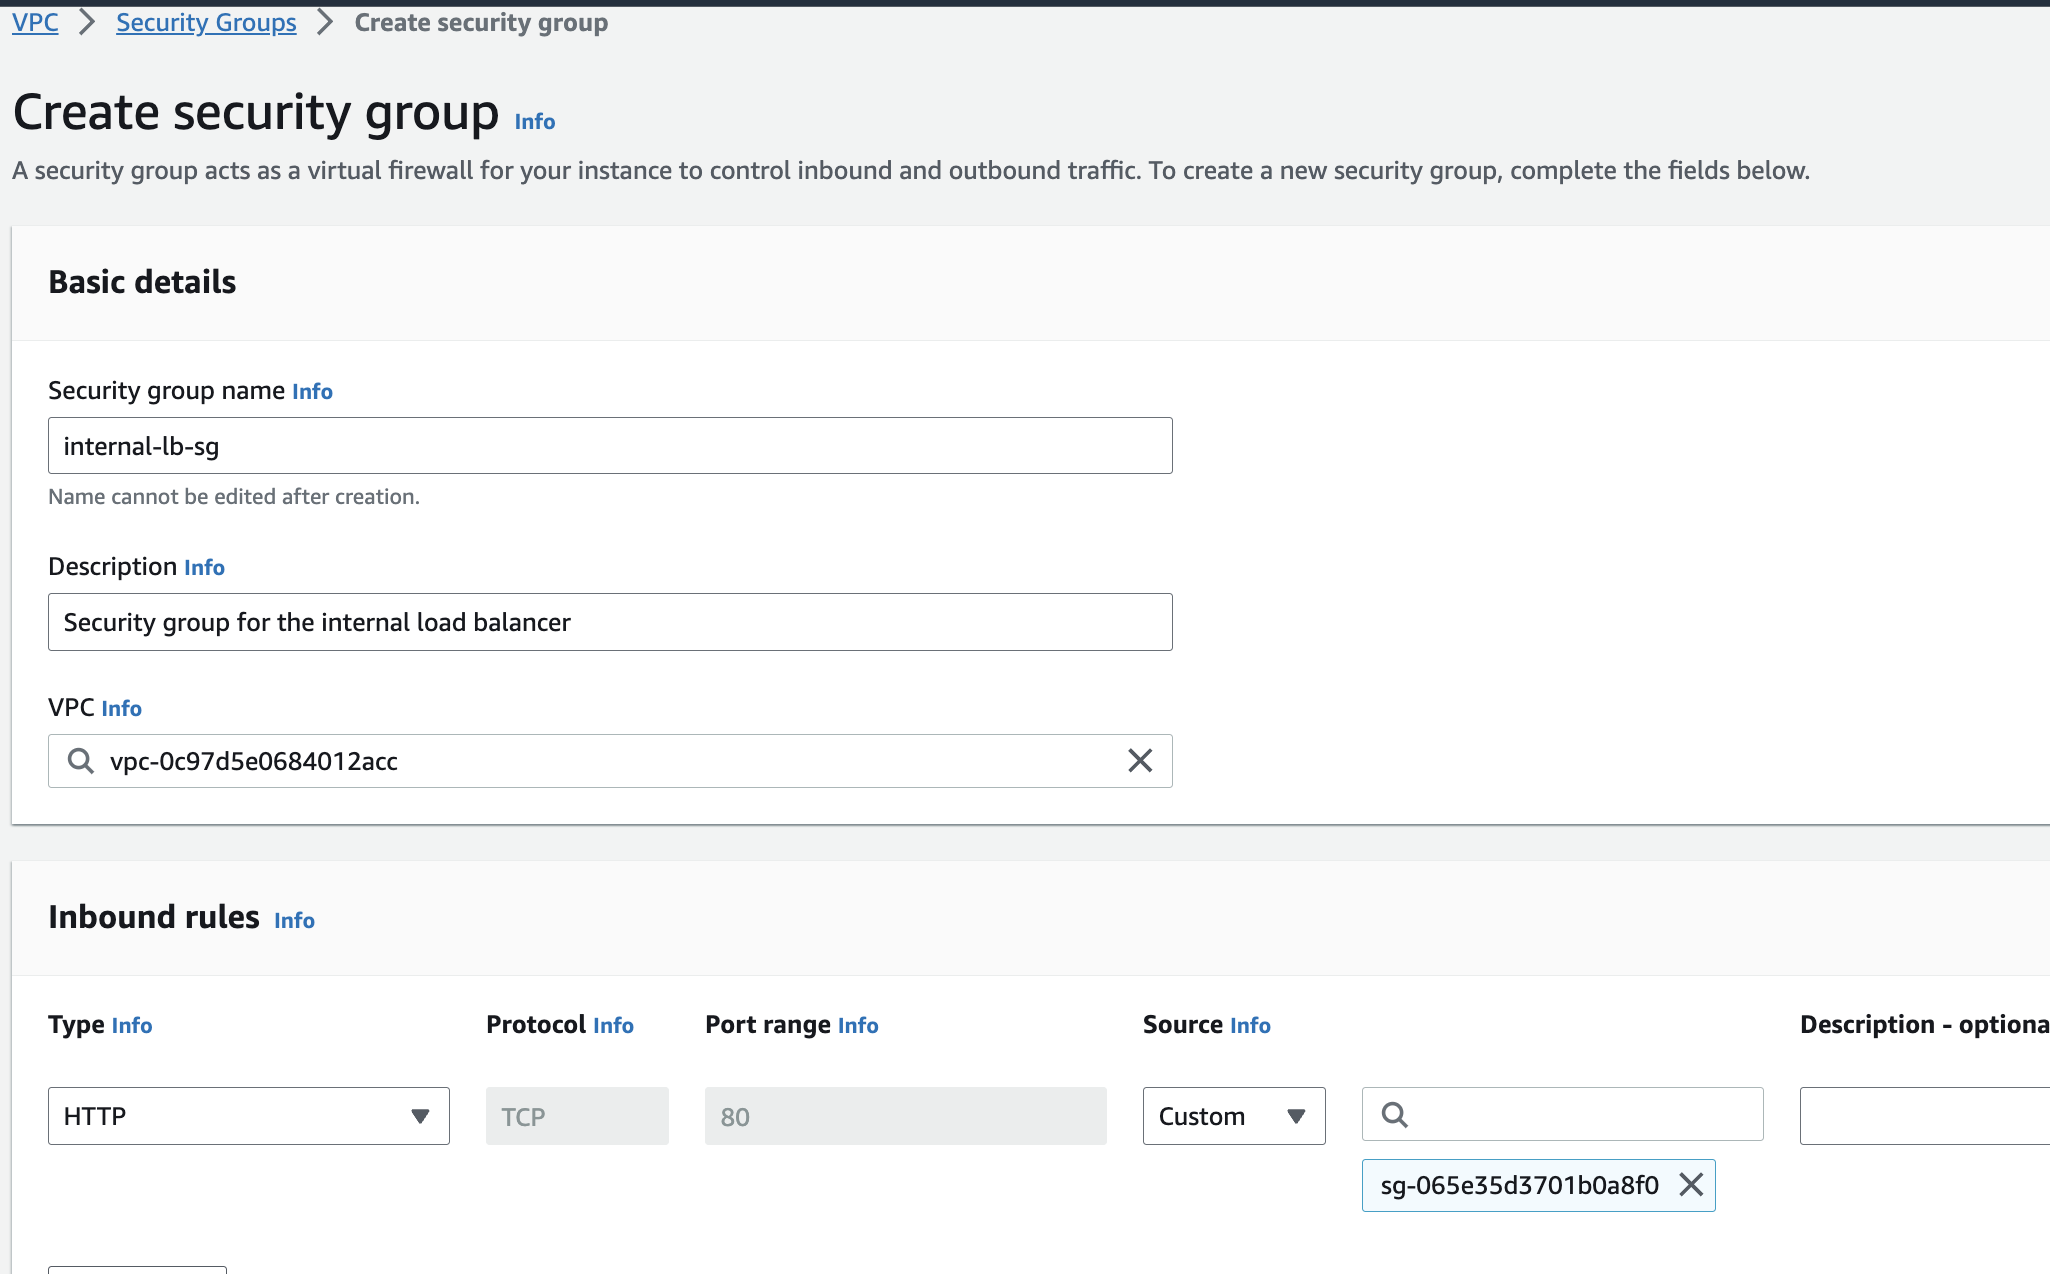 VPC > Security Groups > Create security group
Create security group Info
A security group acts as a virtual firewall for your instance to control inbound and outbound traffic. To create a new security group, complete the fields below.
Basic details
Security group name Info
internal-lb-sg
Name cannot be edited after creation.
Description Info
Security group for the internal load balancer
VPC Info
vpc-0c97d5e0684012acc
Inbound rules Info
Type Info Protocol Info Port range Info Source Info Description - optiona
HTTP TCP 80 Custom
sg-065e35d3701b0a8f0